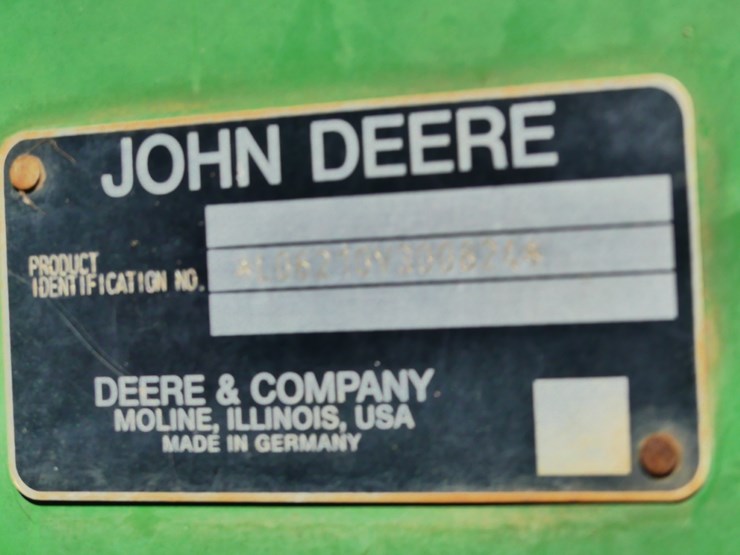 JOHN DEERE
PRODUCT
IDENTIFICATION NO.
DEERE & COMPANY
MOLINE, ILLINOIS, USA
MADE IN GERMANY